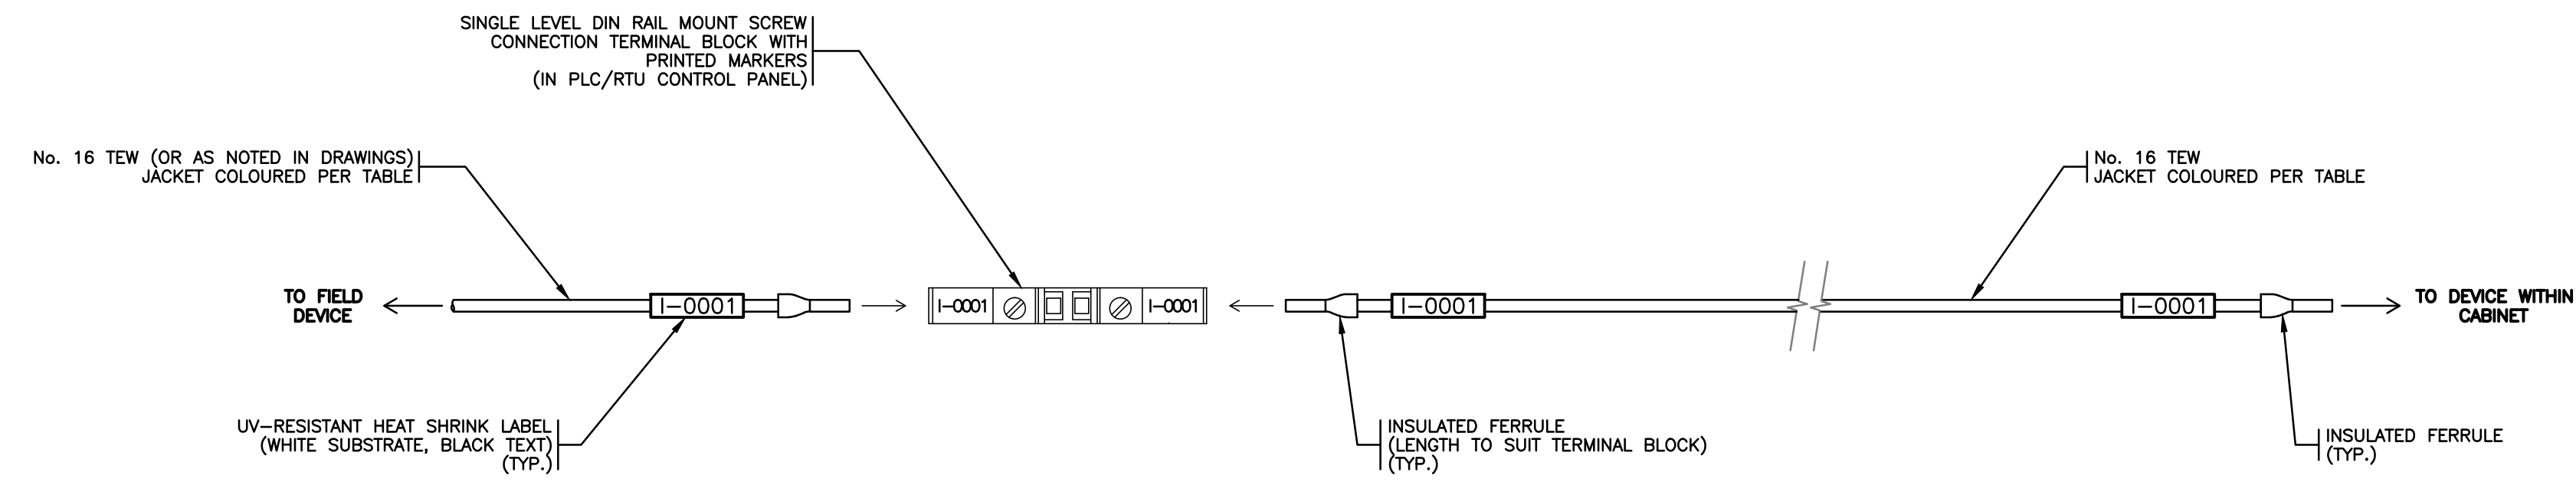 SINGLE LEVEL DIN RAIL MOUNT SCREW
CONNECTION TERMINAL BLOCK WITH
PRINTED MARKERS
(IN PLC/RTU CONTROL PANEL)
No. 16 TEW (OR AS NOTED IN DRAWINGS)
JACKET COLOURED PER TABLE
No. 16 TEW
JACKET COLOURED PER TABLE
TO FIELD
DEVICE
I-0001
I-0001
I-0001
I-0001
I-0001
TO DEVICE WITHIN
CABINET
UV-RESISTANT HEAT SHRINK LABEL
(WHITE SUBSTRATE, BLACK TEXT)
(TYP.)
INSULATED FERRULE
(LENGTH TO SUIT TERMINAL BLOCK)
(TYP.)
INSULATED FERRULE
(TYP.)